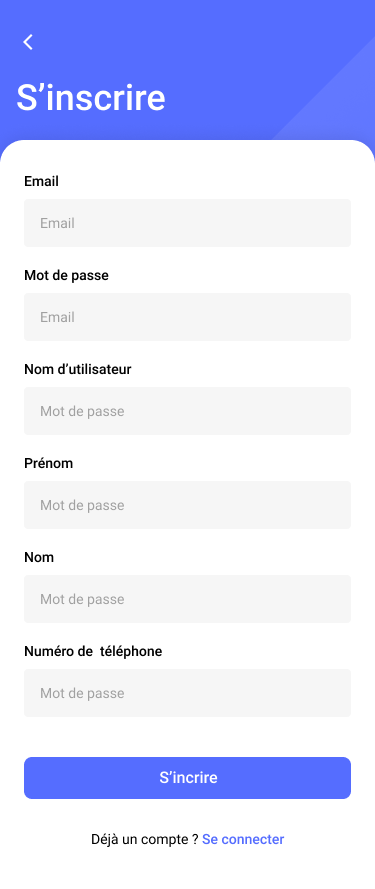 S’inscrire
Email
Email
Mot de passe
Email
Nom d’utilisateur
Mot de passe
Prénom
Mot de passe
Nom
Mot de passe
Numéro de  téléphone
Mot de passe
S’incrire
Déjà un compte ? Se connecter